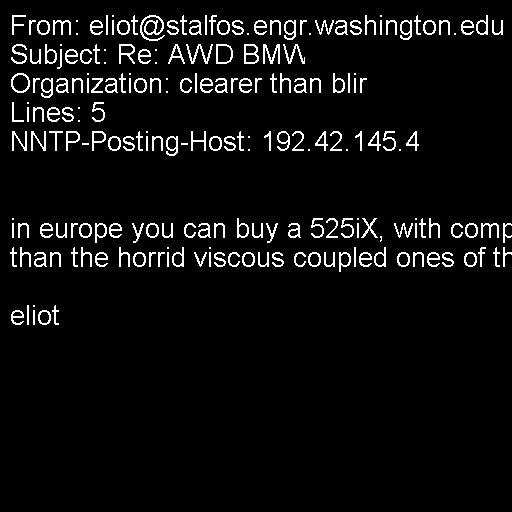 From: eliot@stalfos.engr.washington.edu
Subject: Re: AWD BMW
Organization: clearer than blir
Lines: 5
NNTP-Posting-Host: 192.42.145.4
in europe you can buy a 525iX, with comp
than the horrid viscous coupled ones of th
eliot